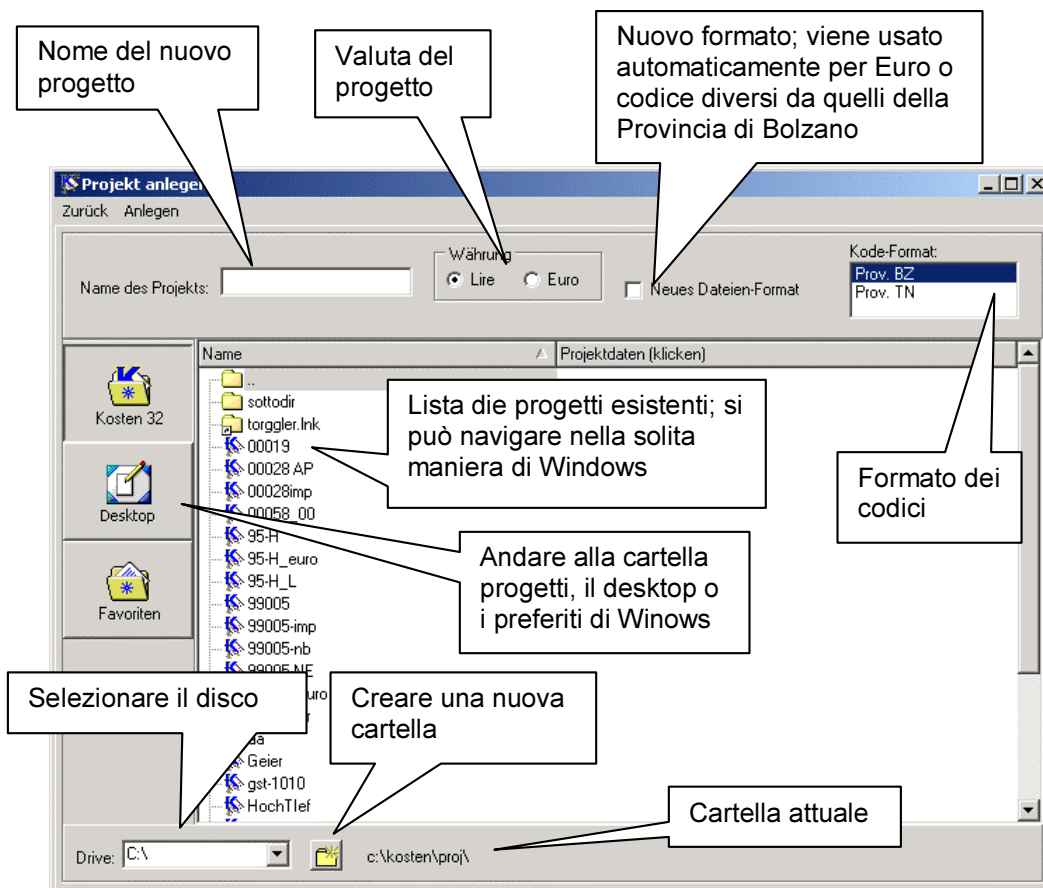 Nome del nuovo
progetto
Valuta del
progetto
Nuovo formato; viene usato
automaticamente per Euro o
codice diversi da quelli della
Provincia di Bolzano
Projekt anlege
Zurück Anlegen
Name des Projekts:
Währung
Lire Euro
Neues Dateien-Format
Kode-Format:
Prov. BZ
Prov. TN
Kosten 32
Desktop
Favoriten
Name Projektdaten (klicken)
..
sottodir
torggler.lnk
00019
00028 AP
00028imp
00058_00
95-H
95-H_euro
95-H_L
99005
99005-imp
99005-nb
99005-NF
uro
Geier
gst-1010
HochTIef
Lista die progetti esistenti; si
può navigare nella solita
maniera di Windows
Formato dei
codici
Andare alla cartella
progetti, il desktop o
i preferiti di Winows
Selezionare il disco
Creare una nuova
cartella
Cartella attuale
Drive: C:\ c:\kosten\proj\